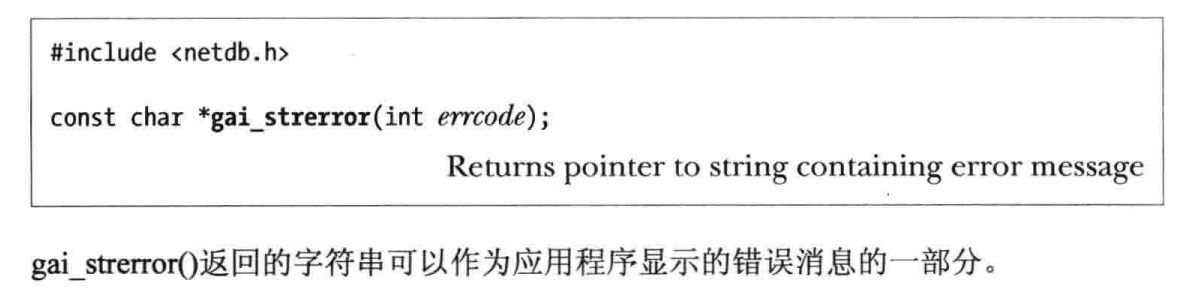 #include <netdb.h>
const char *gai_strerror(int errcode);
Returns pointer to string containing error message
gai_strerror()返回的字符串可以作为应用程序显示的错误消息的一部分。